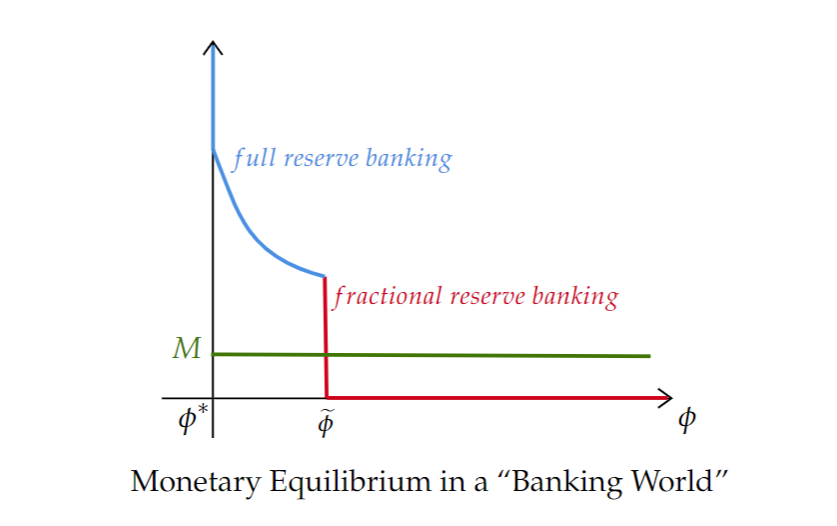 full reserve banking
fractional reserve banking
M
ϕ*
ϕ̃
ϕ
Monetary Equilibrium in a “Banking World”